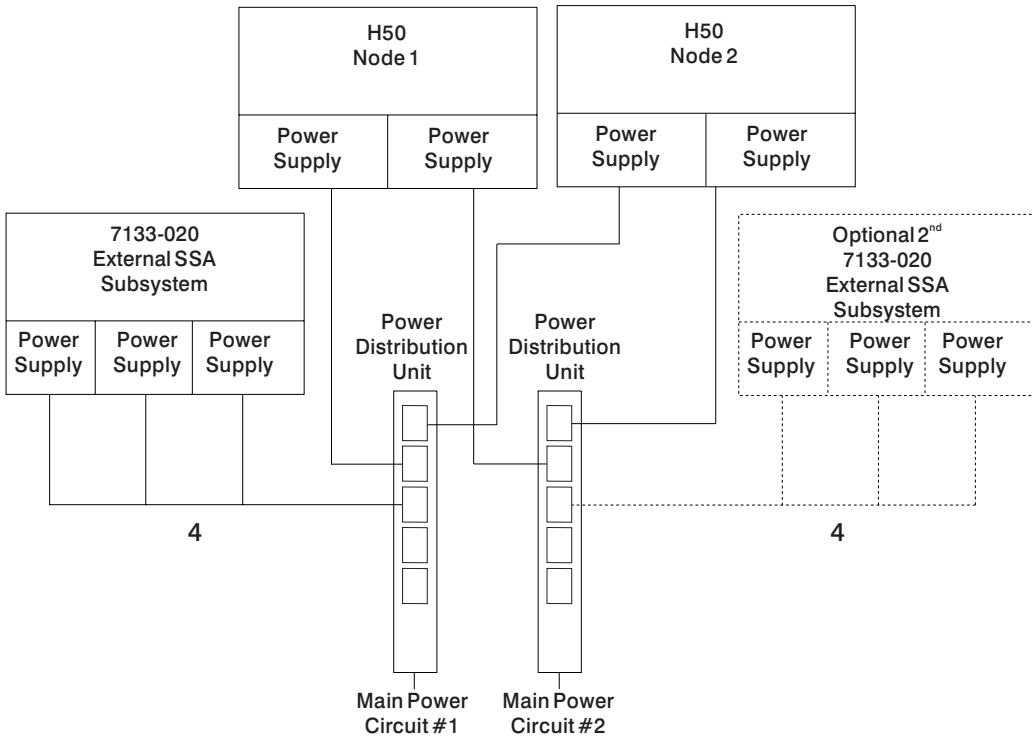 H50
Node 1
Power
Supply
Power
Supply
H50
Node 2
Power
Supply
Power
Supply
7133-020
External SSA
Subsystem
Power
Supply
Power
Supply
Power
Supply
4
Power
Distribution
Unit
Power
Distribution
Unit
Optional 2nd
7133-020
External SSA
Subsystem
Power
Supply
Power
Supply
Power
Supply
4
Main Power
Circuit #1
Main Power
Circuit #2